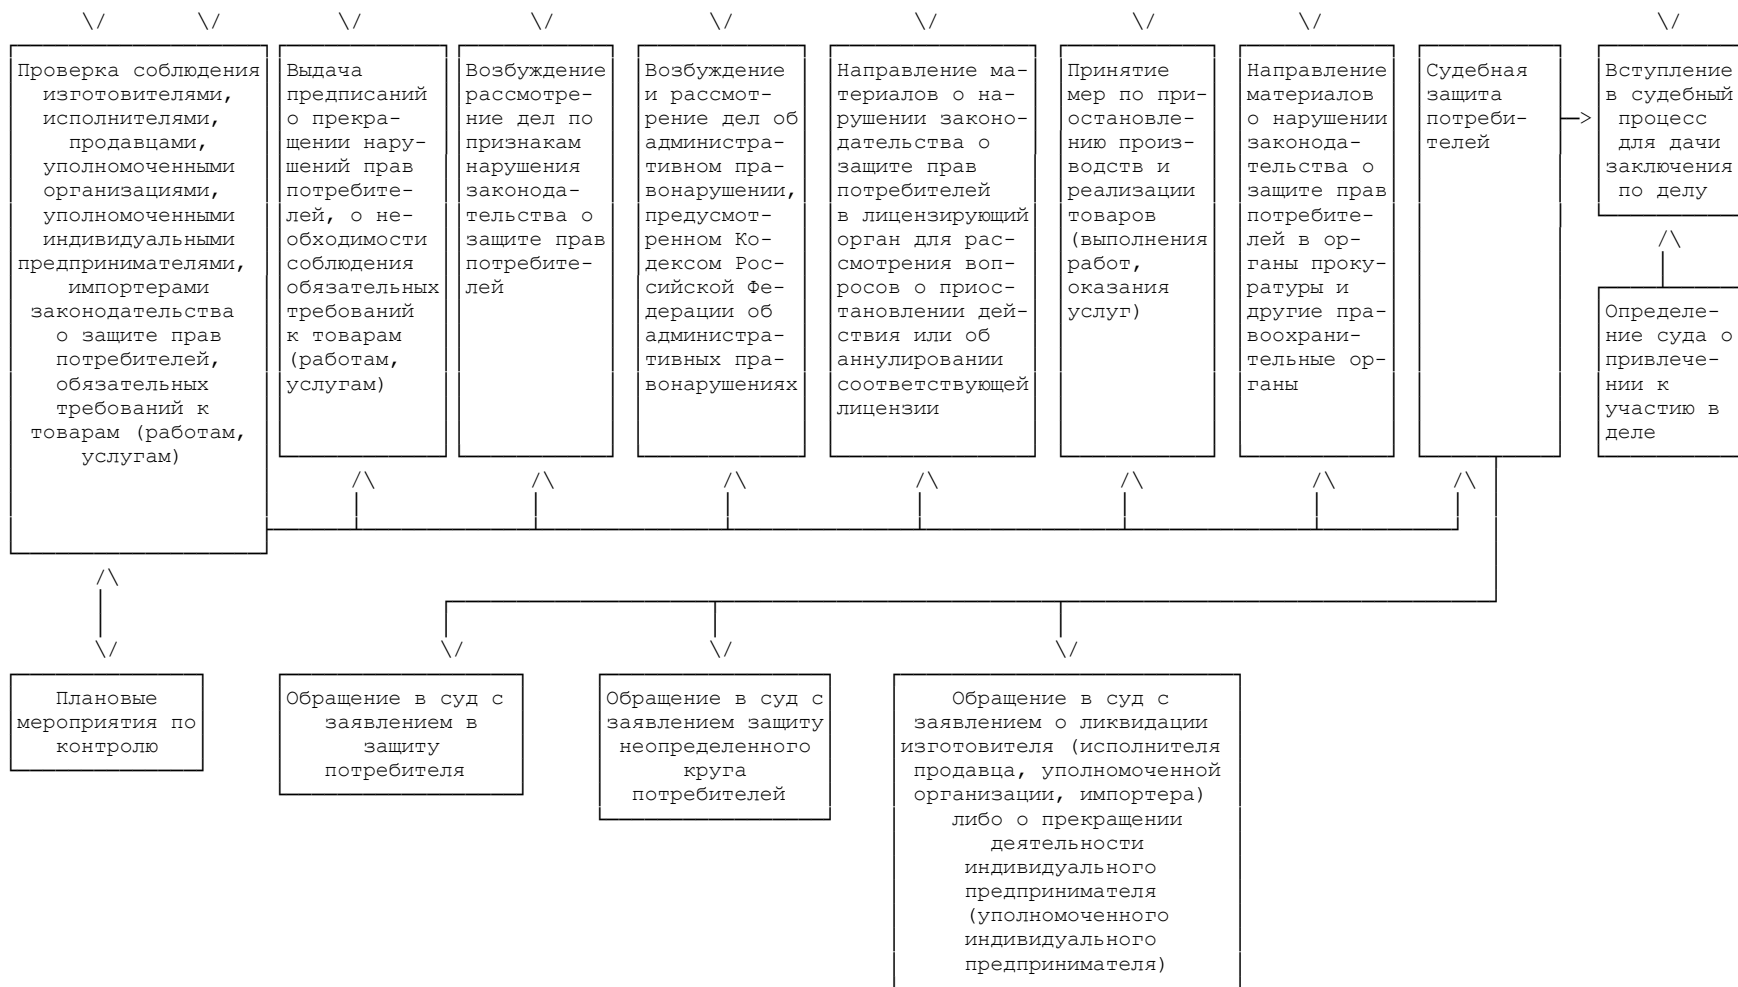 Проверка соблюдения
изготовителями,
исполнителями,
продавцами,
уполномоченными
организациями,
уполномоченными
индивидуальными
предпринимателями,
импортерами
законодательства
о защите прав
потребителей,
обязательных
требований к
товарам (работам,
услугам)
Выдача
предписаний
о прекра-
щении нару-
шений прав
потребите-
лей, о не-
обходимости
соблюдения
обязательных
требований
к товарам
(работам,
услугам)
Возбуждение
рассмотре-
ние дел по
признакам
нарушения
законода-
тельства о
защите прав
потребите-
лей
Возбуждение
и рассмот-
рение дел об
администра-
тивном пра-
вонарушении,
предусмот-
ренном Ко-
дексом Рос-
сийской Фе-
дерации об
администра-
тивных пра-
вонарушениях
Направление ма-
териалов о на-
рушении законо-
дательства о
защите прав
потребителей
в лицензирующий
орган для рас-
смотрения воп-
росов о приос-
тановлении дей-
ствия или об
аннулировании
соответствующей
лицензии
Принятие
мер по при-
остановле-
нию произ-
водств и
реализации
товаров
(выполнения
работ,
оказания
услуг)
Направление
материалов
о нарушении
законода-
тельства о
защите прав
потребите-
лей в ор-
ганы проку-
ратуры и
другие пра-
воохрани-
тельные ор-
ганы
Судебная
защита
потреби-
телей
Вступление
в судебный
процесс
для дачи
заключения
по делу
Определе-
ние суда о
привлече-
нии к
участию в
деле
Плановые
мероприятия по
контролю
Обращение в суд с
заявлением в
защиту
потребителя
Обращение в суд с
заявлением защиту
неопределенного
круга
потребителей
Обращение в суд с
заявлением о ликвидации
изготовителя (исполнителя
продавца, уполномоченной
организации, импортера)
либо о прекращении
деятельности
индивидуального
предпринимателя
(уполномоченного
индивидуального
предпринимателя)